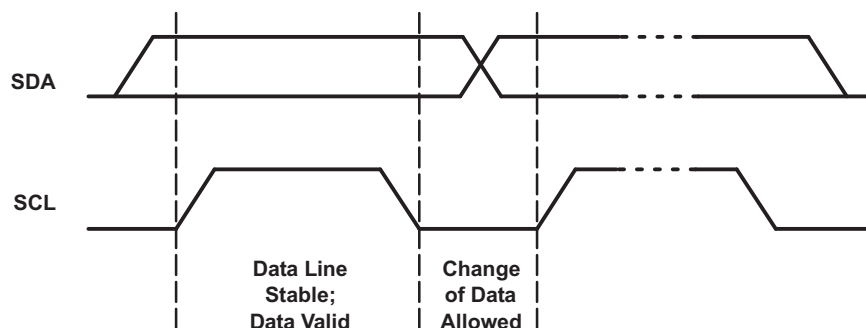 SDA
SCL
Data Line
Stable;
Data Valid
Change
of Data
Allowed